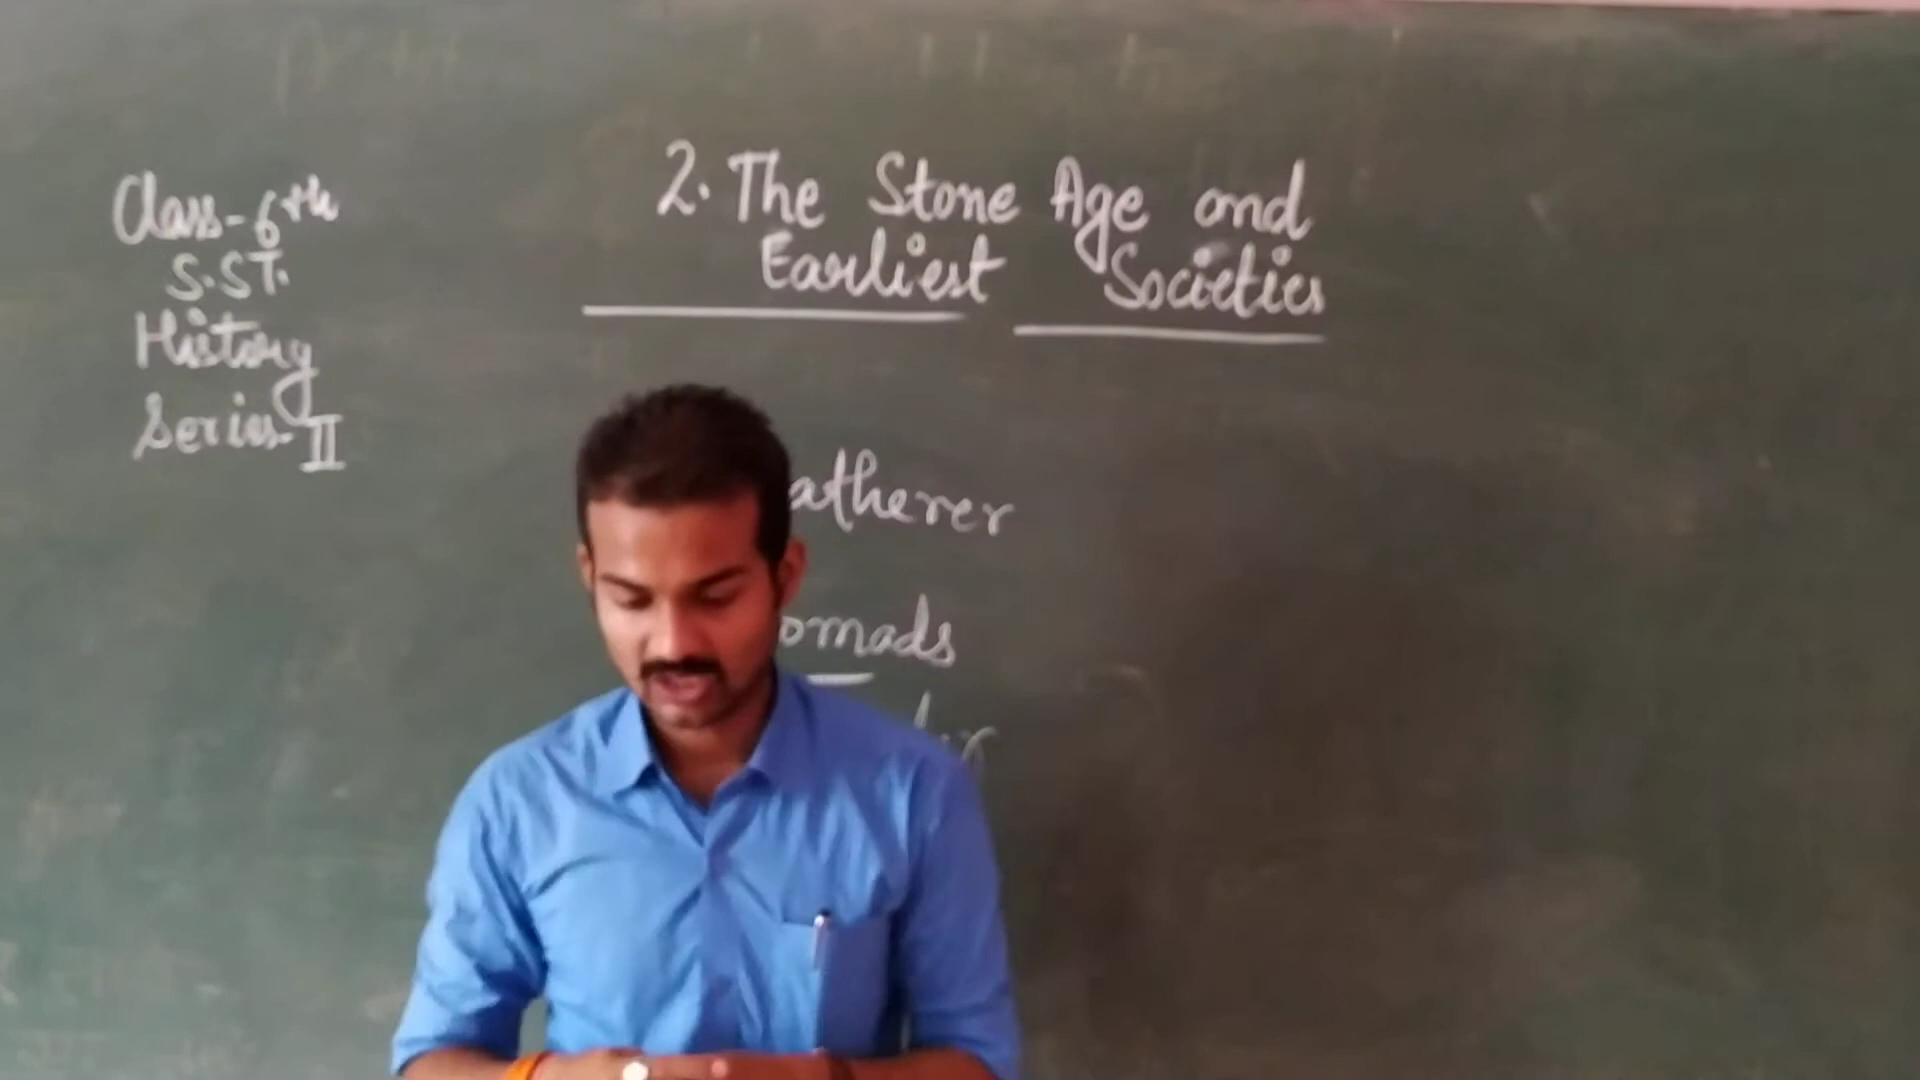 Class-6th
S.ST.
History
Series-II
2. The Stone Age and
Earliest Societies
atherer
omads